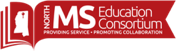 NORTH MS Education Consortium
PROVIDING SERVICE • PROMOTING COLLABORATION